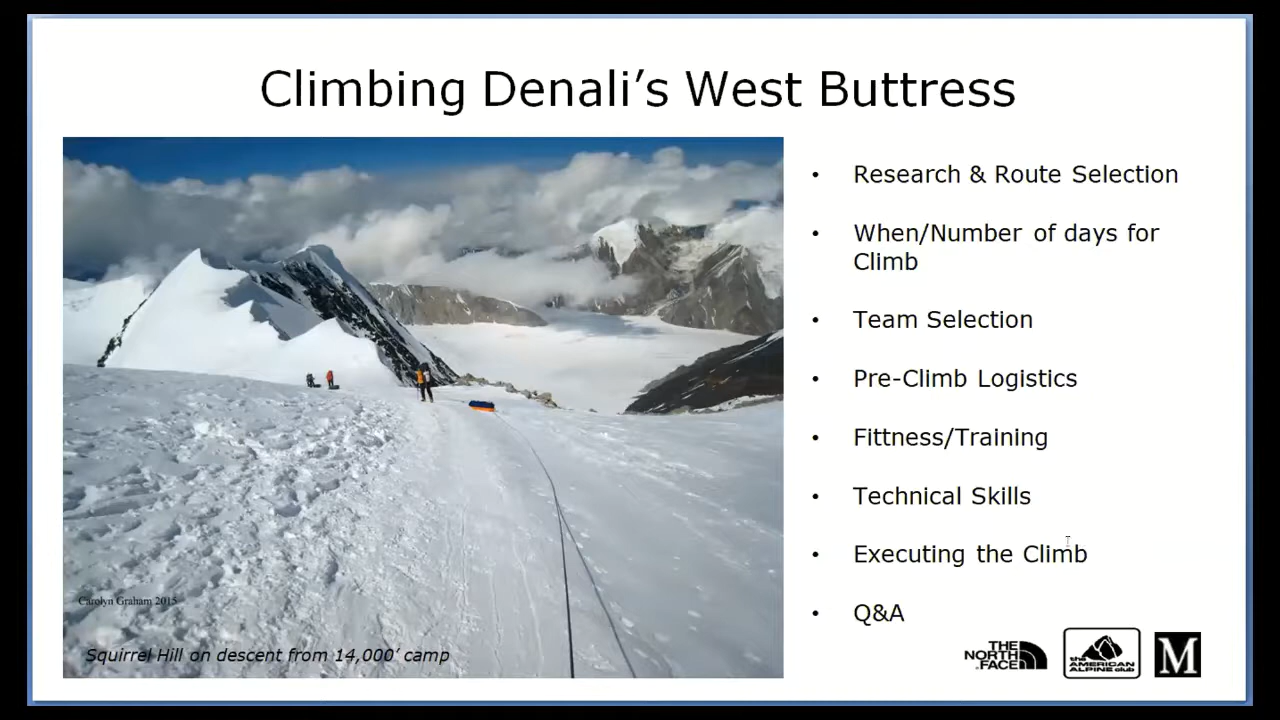 Climbing Denali’s West Buttress
• Research & Route Selection
• When/Number of days for
Climb
• Team Selection
• Pre-Climb Logistics
• Fittness/Training
• Technical Skills
• Executing the Climb
• Q&A
Carolyn Graham 2015
Squirrel Hill on descent from 14,000’ camp
THE
NORTH
FACE
the
AMERICAN
ALPINE club
M